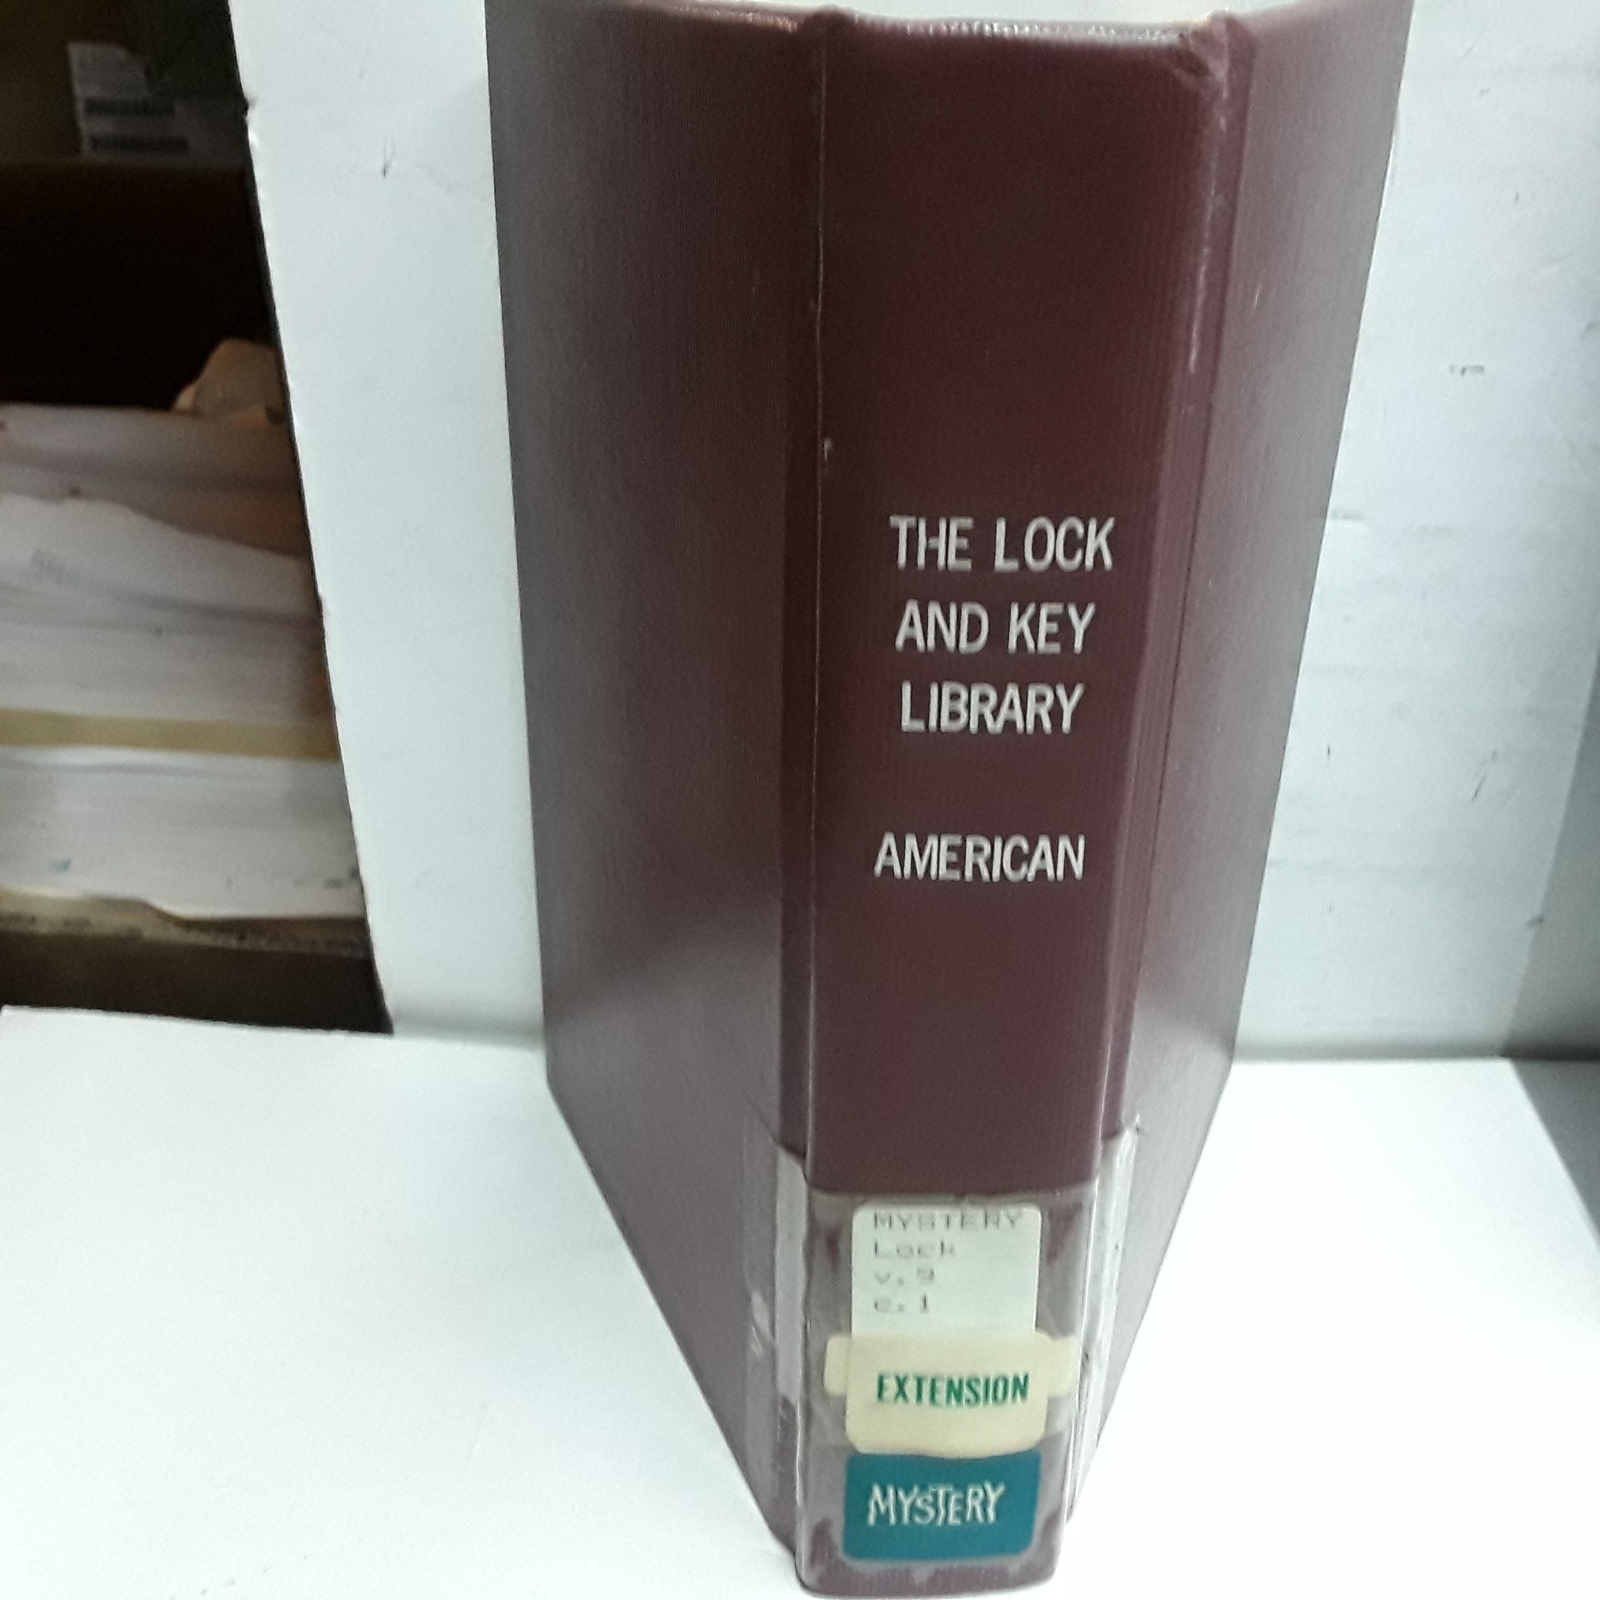 THE LOCK
AND KEY
LIBRARY
AMERICAN
MYSTERY
Lock
v. 9
c. 1
EXTENSION
MYSTERY